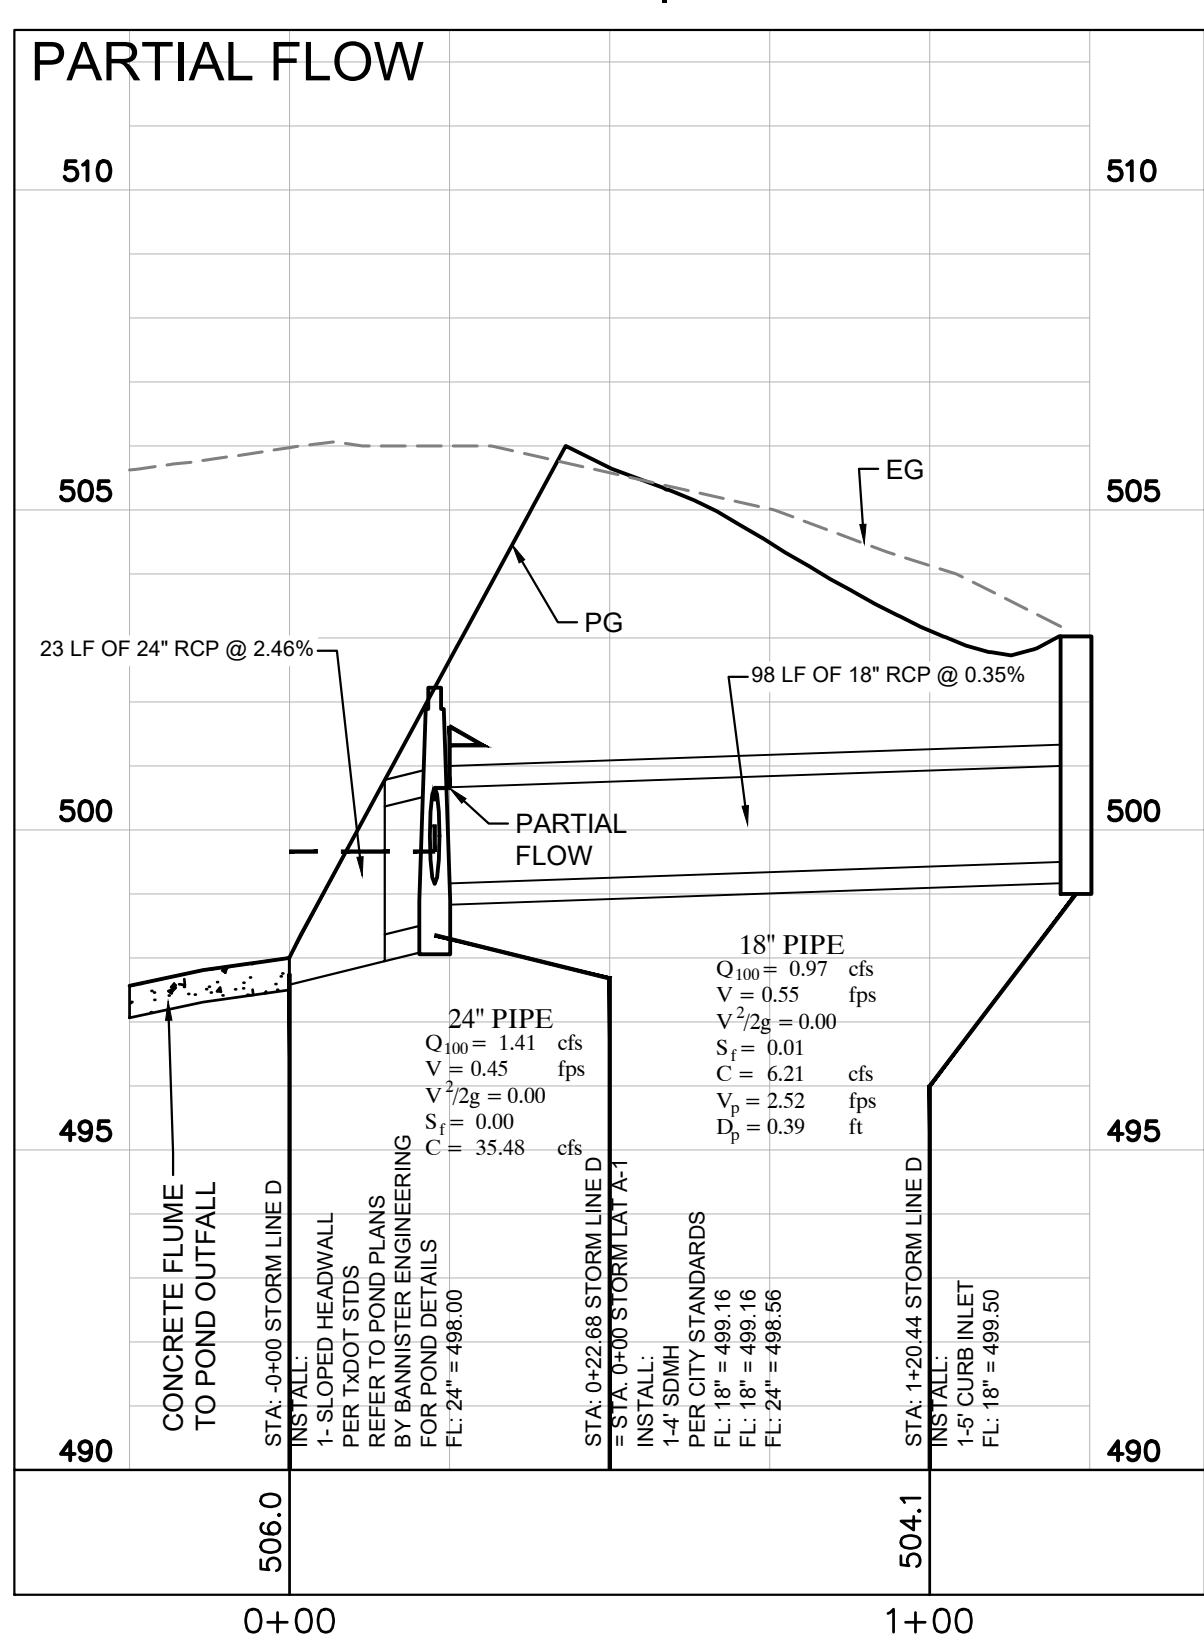 PARTIAL FLOW
510
510
505
505
EG
PG
23 LF OF 24" RCP @ 2.46%
98 LF OF 18" RCP @ 0.35%
500
500
PARTIAL
FLOW
18" PIPE
Q100 = 0.97 cfs
V = 0.55 fps
V²/2g = 0.00
Sf = 0.01
C = 6.21 cfs
Vp = 2.52 fps
Dp = 0.39 ft
24" PIPE
Q100 = 1.41 cfs
V = 0.45 fps
V²/2g = 0.00
Sf = 0.00
C = 35.48 cfs
495
495
CONCRETE FLUME
TO POND OUTFALL
STA: -0+00 STORM LINE D
INSTALL:
1- SLOPED HEADWALL
PER TxDOT STDS
REFER TO POND PLANS
BY BANNISTER ENGINEERING
FOR POND DETAILS
FL: 24" = 498.00
STA: 0+22.68 STORM LINE D
= STA. 0+00 STORM LAT A-1
INSTALL:
1-4' SDMH
PER CITY STANDARDS
FL: 18" = 499.16
FL: 18" = 499.16
FL: 24" = 498.56
STA: 1+20.44 STORM LINE D
INSTALL:
1-5' CURB INLET
FL: 18" = 499.50
490
490
506.0
504.1
0+00
1+00